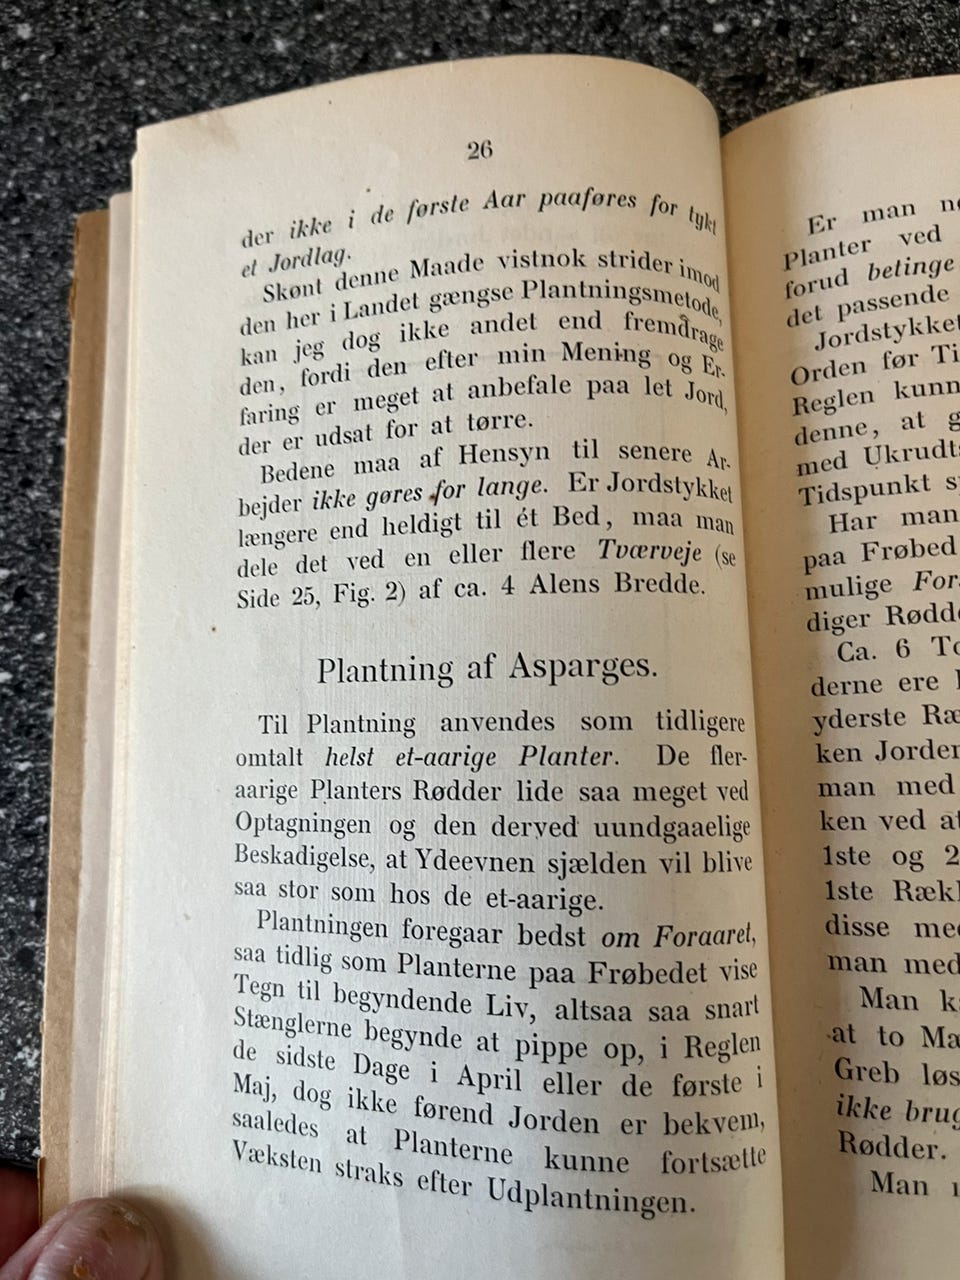 26
der ikke i de første Aar paaføres for tykt
et Jordlag.
Skønt denne Maade vistnok strider imod
den her i Landet gængse Plantningsmetode,
kan jeg dog ikke andet end fremdrage
den, fordi den efter min Mening og Er-
faring er meget at anbefale paa let Jord,
der er udsat for at tørre.
Bedene maa af Hensyn til senere Ar-
bejder ikke gøres for lange. Er Jordstykket
længere end heldigt til ét Bed, maa man
dele det ved en eller flere Tværveje (se
Side 25, Fig. 2) af ca. 4 Alens Bredde.
Plantning af Asparges.
Til Plantning anvendes som tidligere
omtalt helst et-aarige Planter. De fler-
aarige Planters Rødder lide saa meget ved
Optagningen og den derved uundgaaelige
Beskadigelse, at Ydeevnen sjælden vil blive
saa stor som hos de et-aarige.
Plantningen foregaar bedst om Foraaret,
saa tidlig som Planterne paa Frøbedet vise
Tegn til begyndende Liv, altsaa saa snart
Stænglerne begynde at pippe op, i Reglen
de sidste Dage i April eller de første i
Maj, dog ikke førend Jorden er bekvem,
saaledes at Planterne kunne fortsætte
Væksten straks efter Udplantningen.
Er man
Planter ved
forud betinge
det passende
Jordstykket
Orden før
Reglen
denne, at
med
Tidspunkt
Har man
paa Frøbed
mulige
diger
Ca. 6
derne ere
yderste
ken
man med
ken ved
1ste og
1ste
disse
man med
Man
at to
Greb
ikke
Rødder.
Man